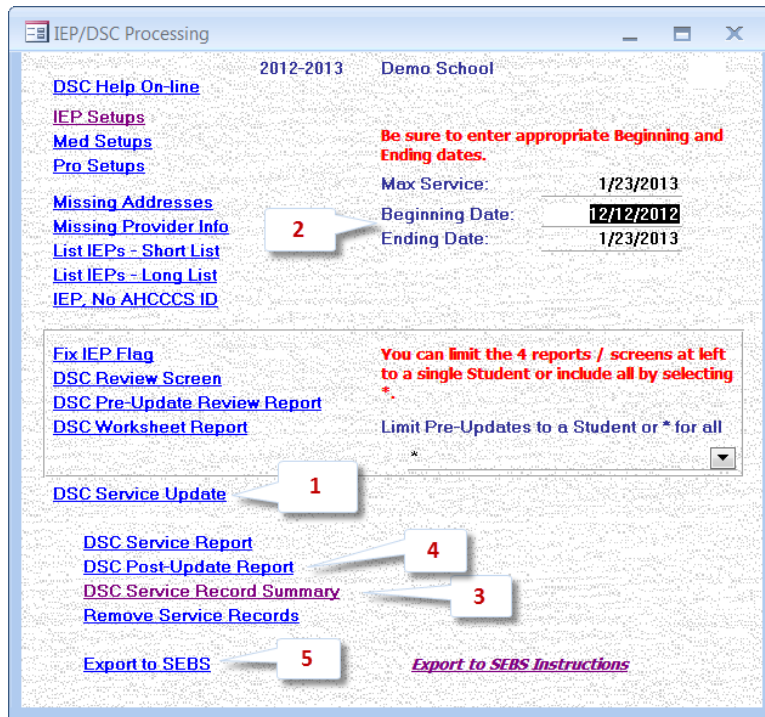 IEP/DSC Processing
2012-2013 Demo School
DSC Help On-line
IEP Setups
Med Setups
Pro Setups
Be sure to enter appropriate Beginning and
Ending dates.
Max Service: 1/23/2013
Beginning Date: 12/12/2012
Ending Date: 1/23/2013
2
Missing Addresses
Missing Provider Info
List IEPs - Short List
List IEPs - Long List
IEP, No AHCCCS ID
Fix IEP Flag
DSC Review Screen
DSC Pre-Update Review Report
DSC Worksheet Report
You can limit the 4 reports / screens at left
to a single Student or include all by selecting
*.
Limit Pre-Updates to a Student or * for all
*
DSC Service Update
1
DSC Service Report
DSC Post-Update Report
4
DSC Service Record Summary
3
Remove Service Records
Export to SEBS
5
Export to SEBS Instructions